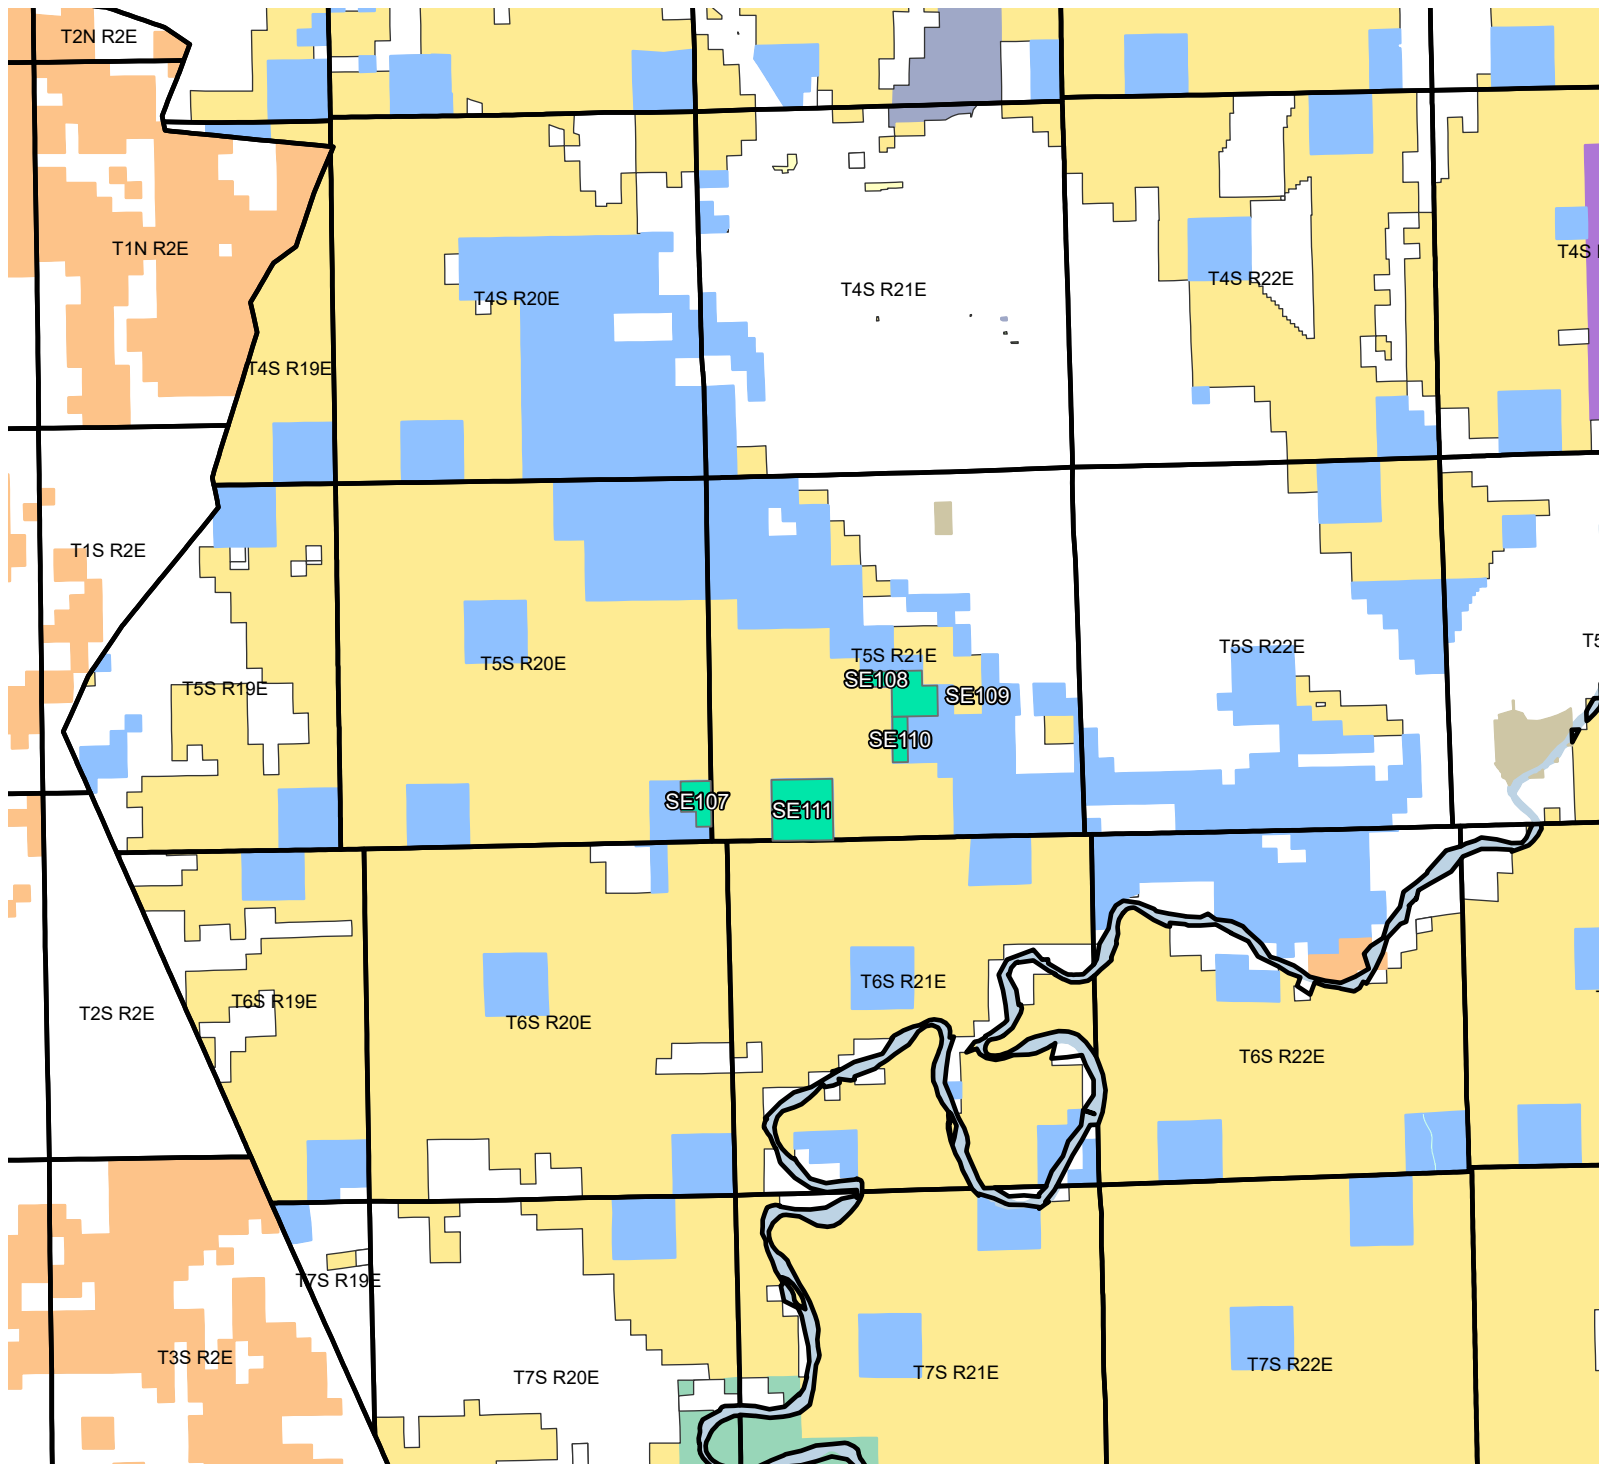 T2N R2E
T1N R2E
T4S R
T4S R20E
T4S R21E
T4S R22E
T4S R19E
T1S R2E
T5S R20E
T5S R21E
T5S R22E
T5
T5S R19E
SE108
SE109
SE110
SE107
SE111
T6S R21E
T6S R19E
T2S R2E
T6S R20E
T6S R22E
T7S R19E
T3S R2E
T7S R20E
T7S R21E
T7S R22E